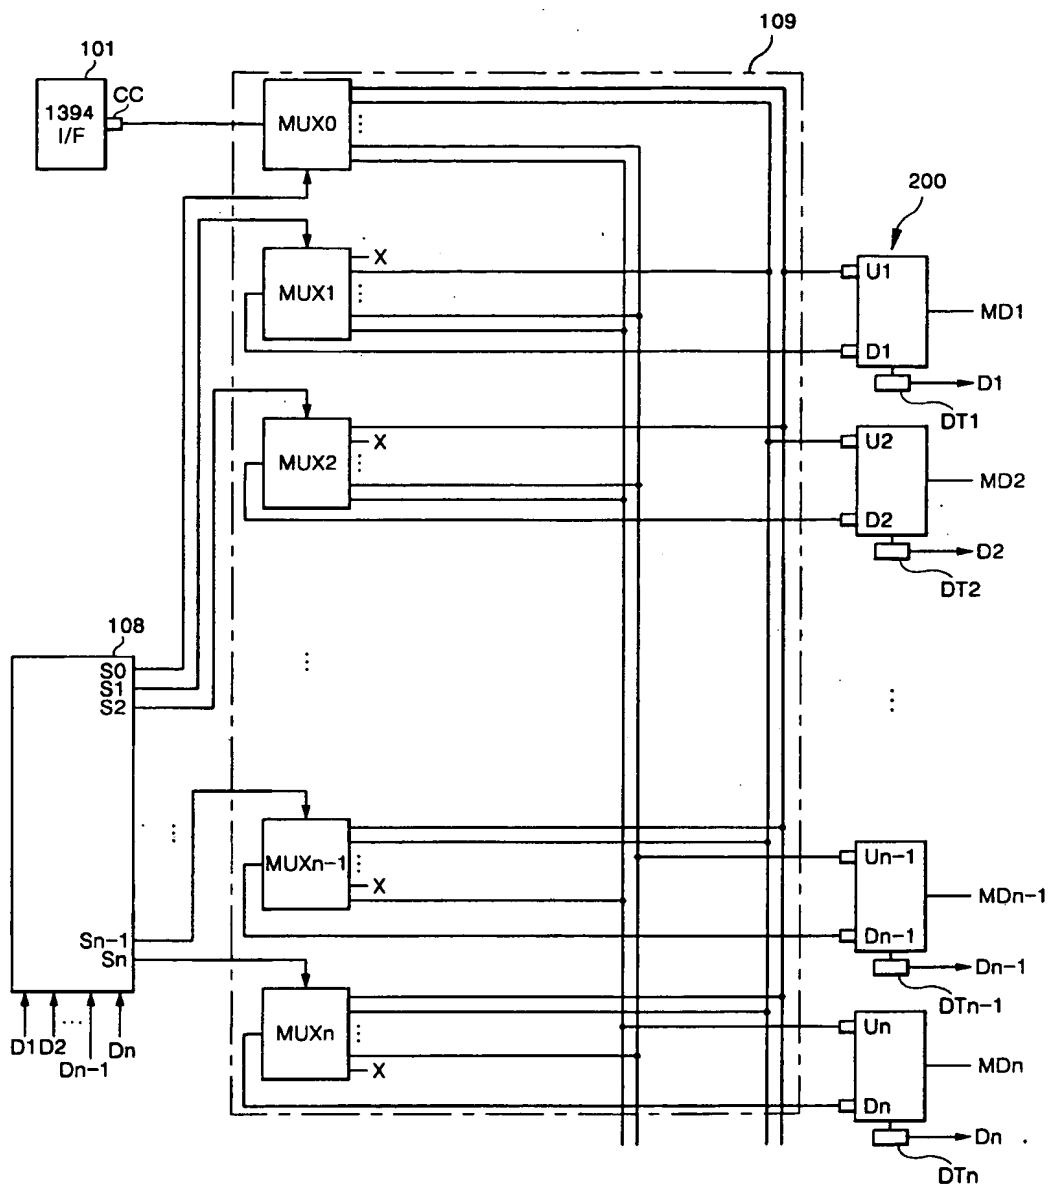 109
101
CC
1394
I/F
MUX0
200
X
MUX1
U1
MD1
D1
D1
DT1
X
MUX2
U2
MD2
D2
D2
DT2
108
S0
S1
S2
MUXn-1
X
Un-1
MDn-1
Dn-1
Dn-1
DTn-1
Sn-1
Sn
MUXn
X
Un
MDn
Dn
Dn
DTn
D1 D2 Dn-1 Dn